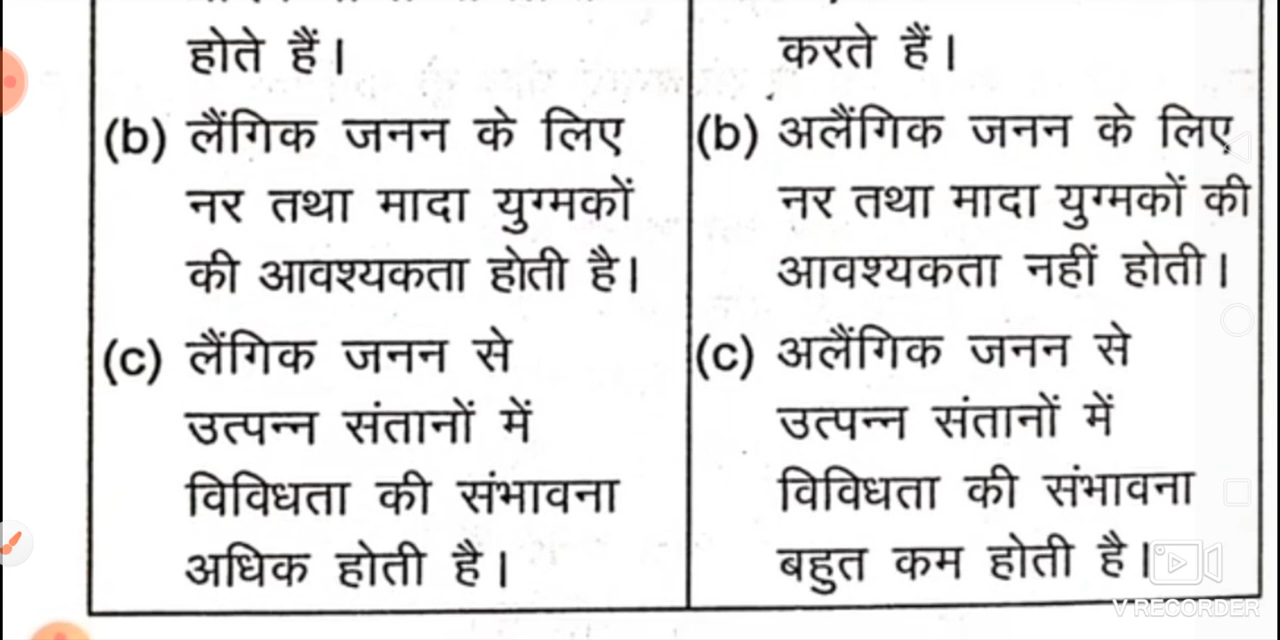 होते हैं।
(b) लैंगिक जनन के लिए
नर तथा मादा युग्मकों
की आवश्यकता होती है।
(c) लैंगिक जनन से
उत्पन्न संतानों में
विविधता की संभावना
अधिक होती है।
करते हैं।
(b) अलैंगिक जनन के लिए
नर तथा मादा युग्मकों की
आवश्यकता नहीं होती।
(c) अलैंगिक जनन से
उत्पन्न संतानों में
विविधता की संभावना
बहुत कम होती है।
V RECORDER